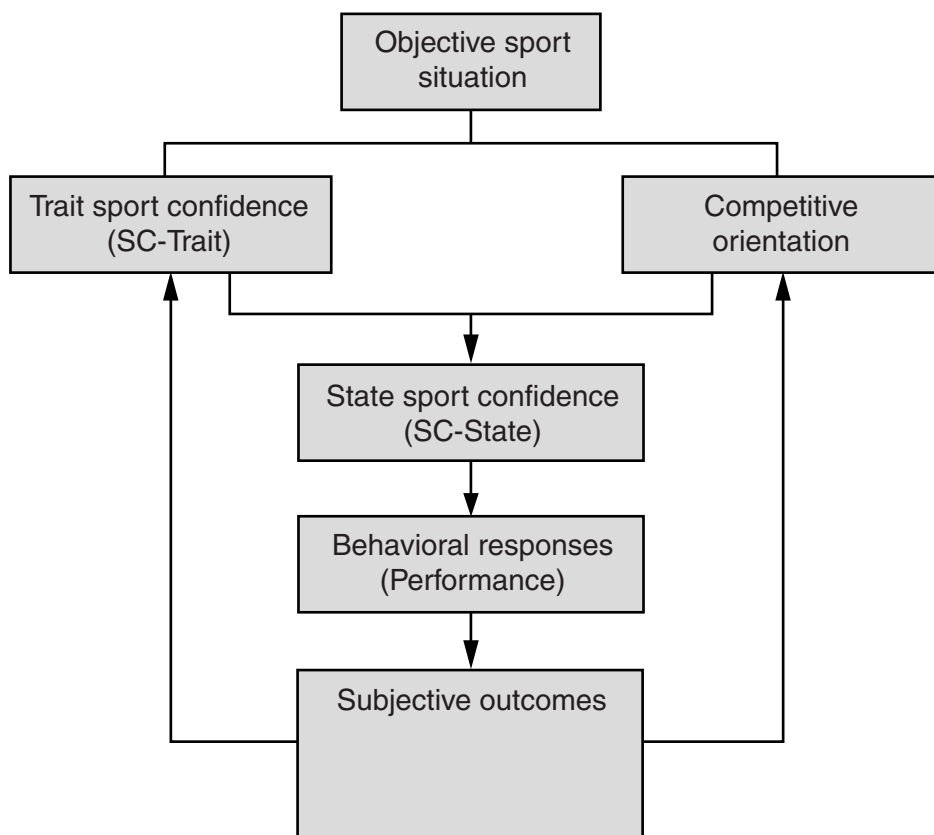 Objective sport
situation
Trait sport confidence
(SC-Trait)
Competitive
orientation
State sport confidence
(SC-State)
Behavioral responses
(Performance)
Subjective outcomes